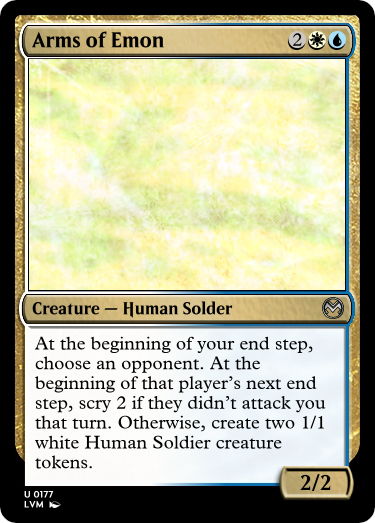 Arms of Emon 2
Creature — Human Solder
At the beginning of your end step,
choose an opponent. At the
beginning of that player's next end
step, scry 2 if they didn't attack you
that turn. Otherwise, create two 1/1
white Human Soldier creature
tokens.
2/2
U 0177
LVM